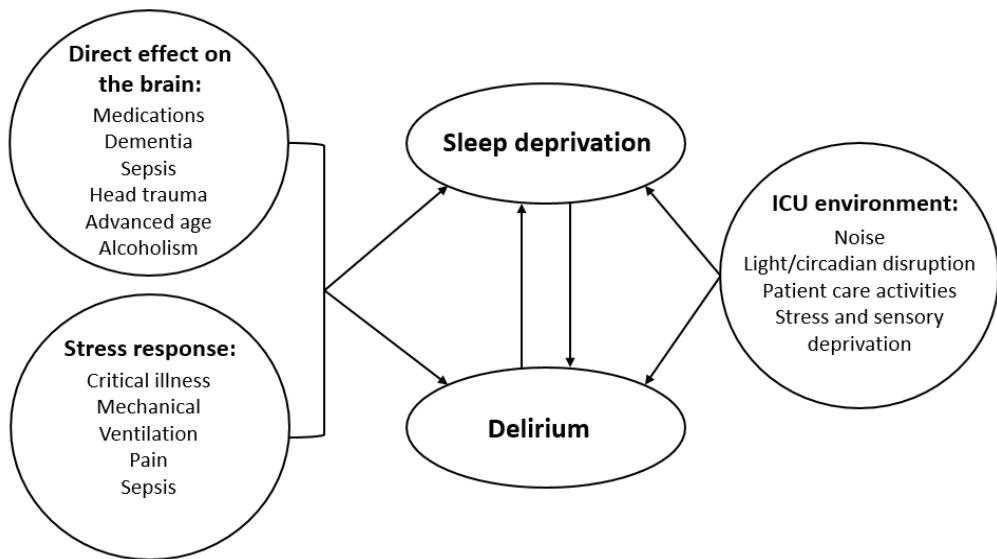 Direct effect on
the brain:
Medications
Dementia
Sepsis
Head trauma
Advanced age
Alcoholism
Stress response:
Critical illness
Mechanical
Ventilation
Pain
Sepsis
Sleep deprivation
Delirium
ICU environment:
Noise
Light/circadian disruption
Patient care activities
Stress and sensory
deprivation